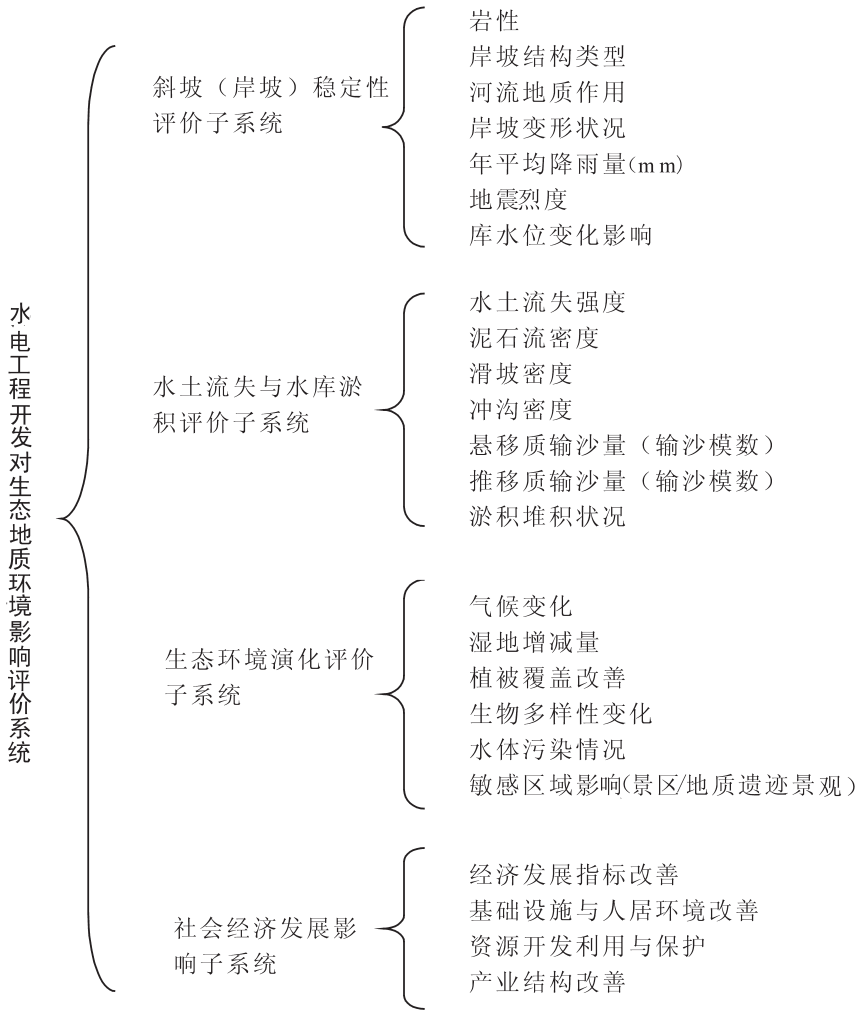 水电工程开发对生态地质环境影响评价系统
斜坡（岸坡）稳定性
评价子系统
岩性
岸坡结构类型
河流地质作用
岸坡变形状况
年平均降雨量(mm)
地震烈度
库水位变化影响
水土流失与水库淤
积评价子系统
水土流失强度
泥石流密度
滑坡密度
冲沟密度
悬移质输沙量（输沙模数）
推移质输沙量（输沙模数）
淤积堆积状况
生态环境演化评价
子系统
气候变化
湿地增减量
植被覆盖改善
生物多样性变化
水体污染情况
敏感区域影响(景区/地质遗迹景观）
社会经济发展影
响子系统
经济发展指标改善
基础设施与人居环境改善
资源开发利用与保护
产业结构改善